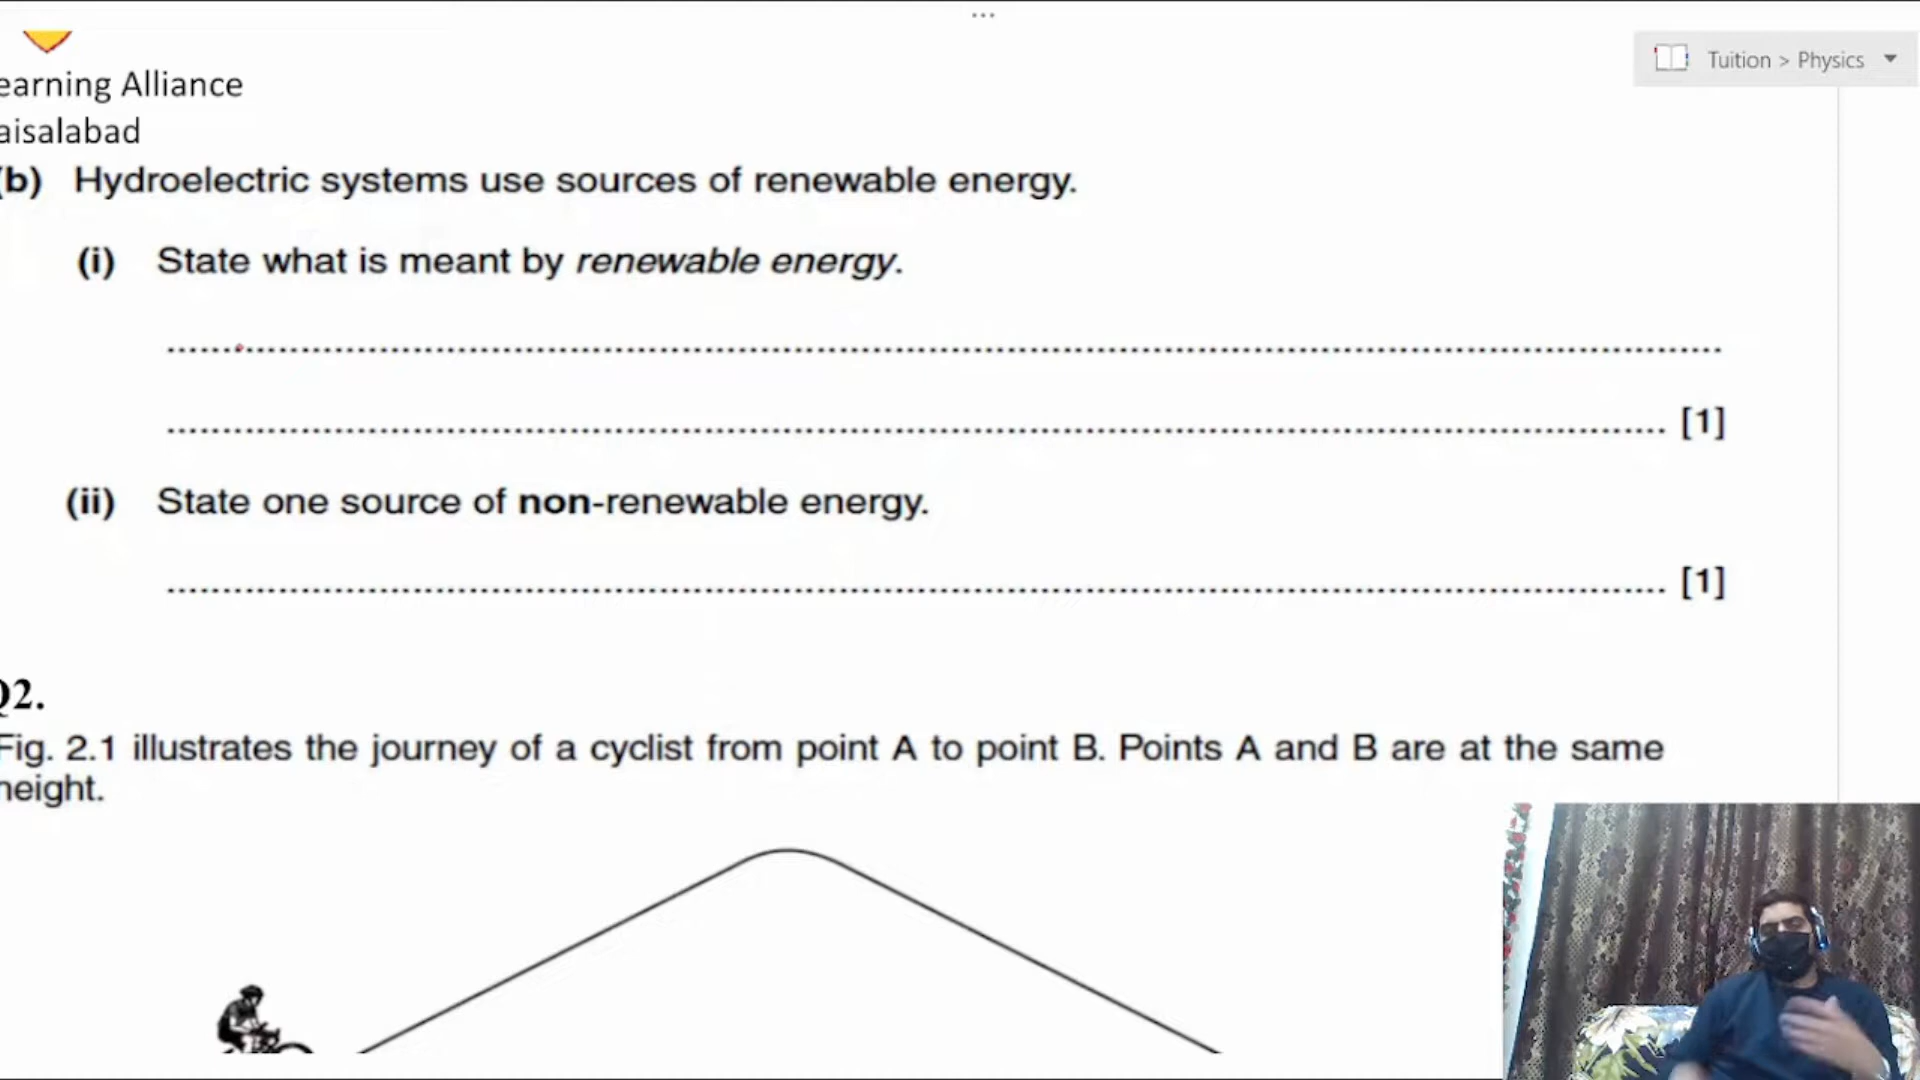 ...
Tuition > Physics
earning Alliance
aisalabad
(b) Hydroelectric systems use sources of renewable energy.
(i) State what is meant by renewable energy.
[1]
(ii) State one source of non-renewable energy.
[1]
Q2.
Fig. 2.1 illustrates the journey of a cyclist from point A to point B. Points A and B are at the same
height.